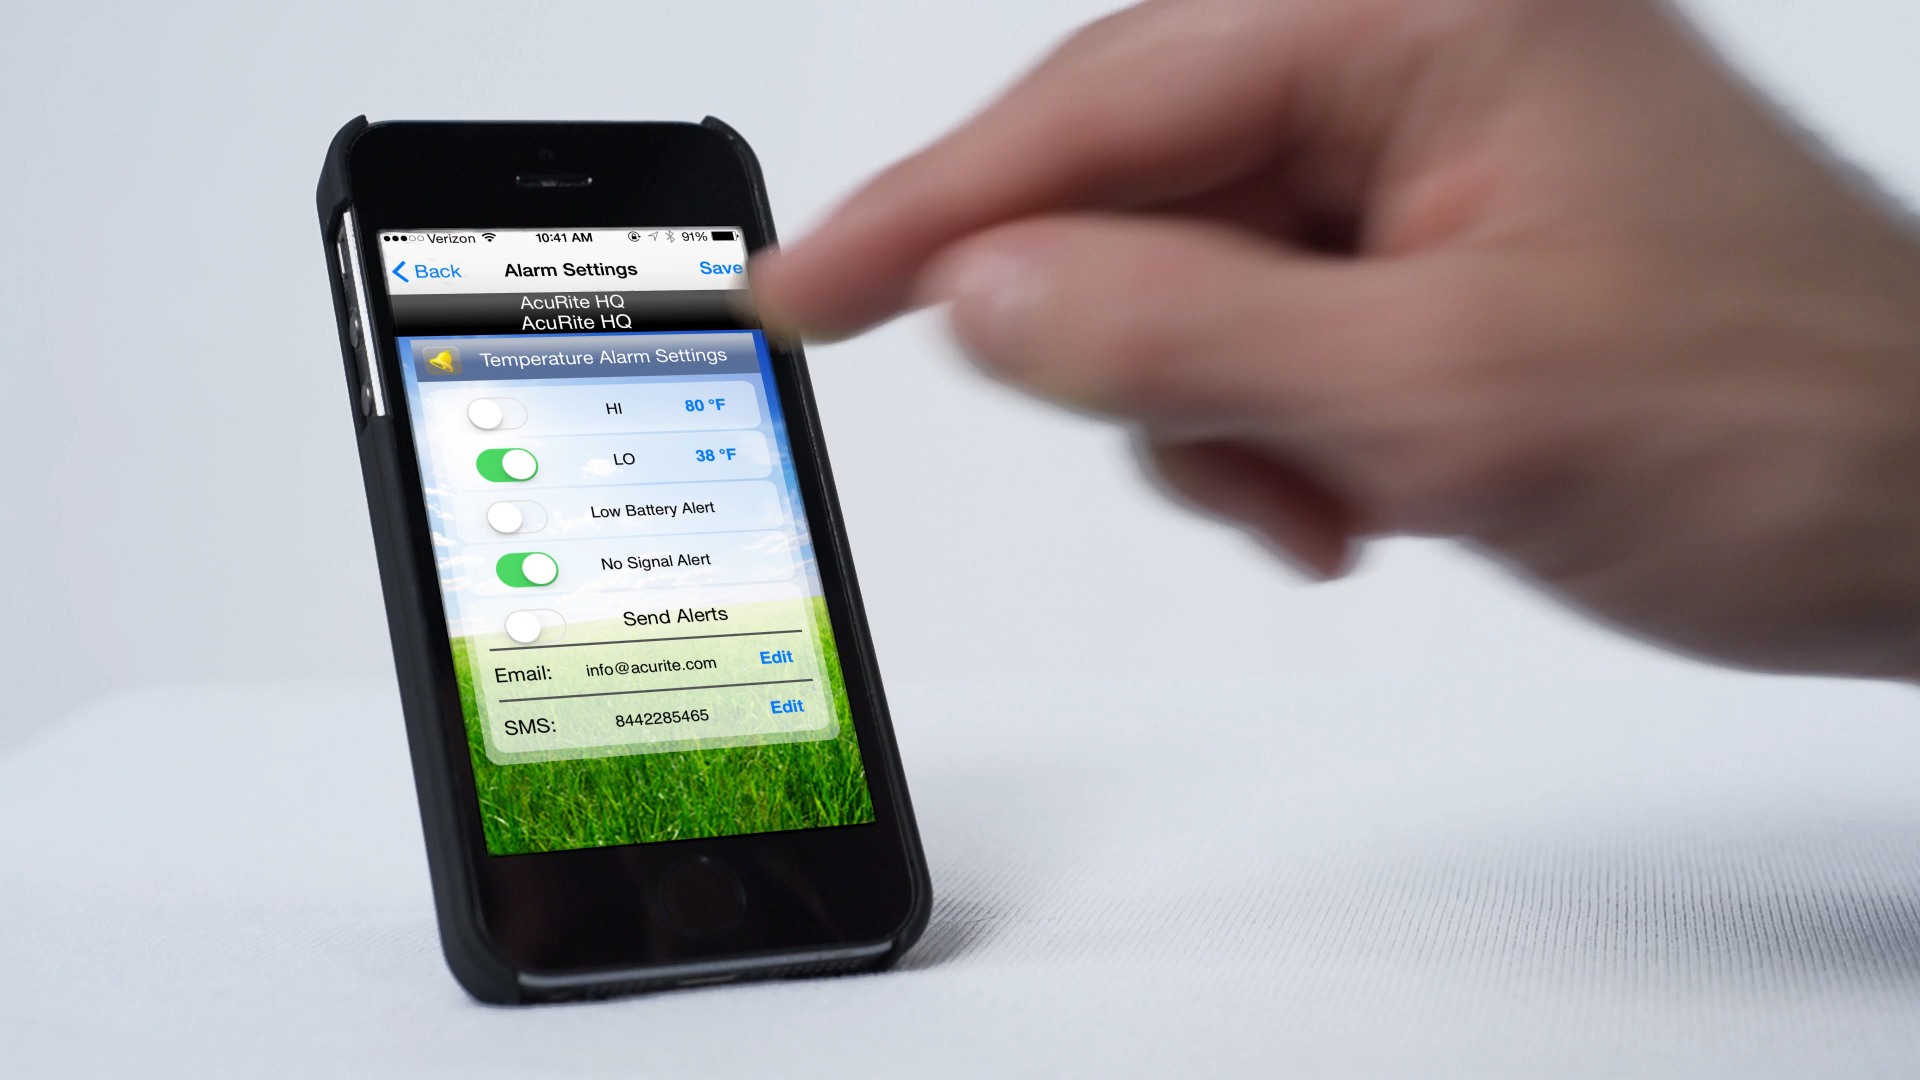 Verizon 10:41 AM 91%
Back Alarm Settings Save
AcuRite HQ
AcuRite HQ
Temperature Alarm Settings
HI 80 °F
LO 38 °F
Low Battery Alert
No Signal Alert
Send Alerts
Email: info@acurite.com Edit
SMS: 8442285465 Edit